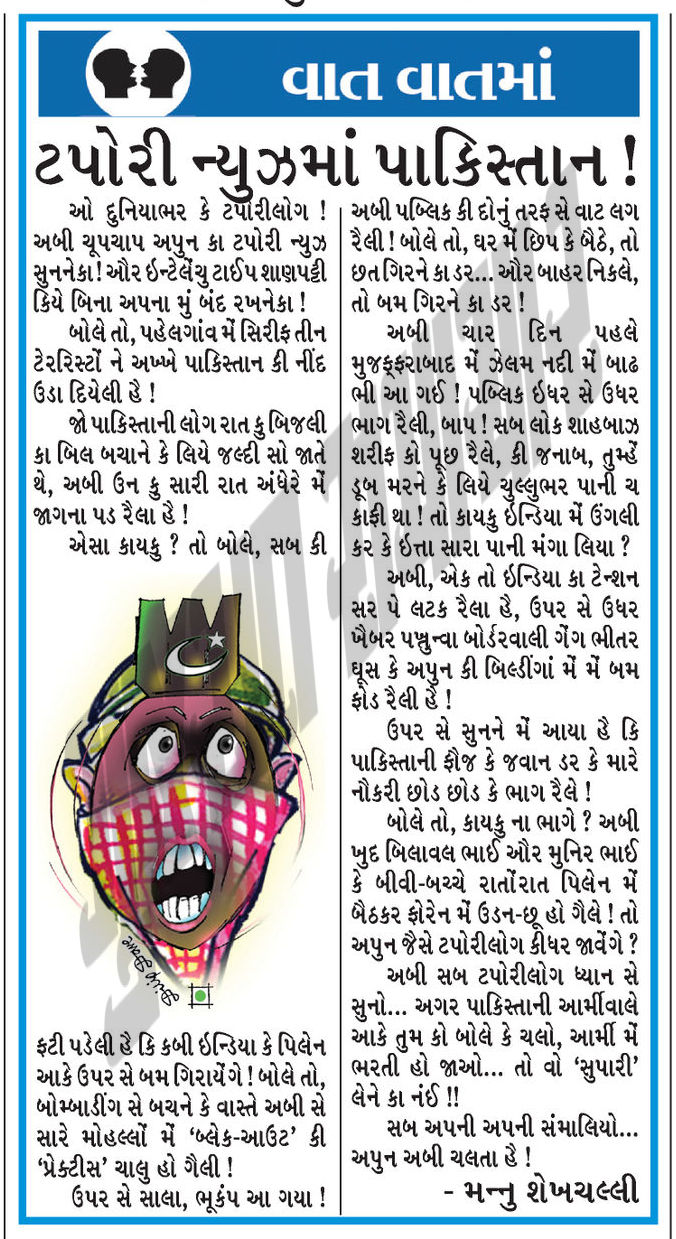 વાત વાતમાં
ટપોરી ન્યુઝમાં પાકિસ્તાન !
ઓ દુનિયાભર કે ટપોરીલોગ !
અબી ચૂપચાપ અપુન કા ટપોરી ન્યુઝ
સુનનેકા! ઔર ઇન્ટેલેંચુ ટાઈપ શાણપટ્ટી
કિયે બિના અપના મું બંદ રખનેકા !
બોલે તો, પહેલગાંવ મેં સિરીફ તીન
ટેરરિસ્ટોં ને અખ્ખે પાકિસ્તાન કી નીંદ
ઉડા દિયેલી હૈ !
જો પાકિસ્તાની લોગ રાત કુ બિજલી
કા બિલ બચાને કે લિયે જલ્દી સો જાતે
થે, અબી ઉન કુ સારી રાત અંધેરે મેં
જાગના પડ રૈલા હૈ !
એસા કાયકુ ? તો બોલે, સબ કી
ફટી પડેલી હૈ કિ કબી ઇન્ડિયા કે પિલેન
આકે ઉપર સે બમ ગિરાયેંગે ! બોલે તો,
બોમ્બાડીંગ સે બચને કે વાસ્તે અબી સે
સારે મોહલ્લોં મેં ‘બ્લેક-આઉટ’ કી
‘પ્રેક્ટીસ’ ચાલુ હો ગૈલી !
ઉપર સે સાલા, ભૂકંપ આ ગયા !
અબી પબ્લિક કી દોનું તરફ સે વાટ લગ
રૈલી ! બોલે તો, ઘર મેં છિપ કે બૈઠે, તો
છત ગિરને કા ડર... ઔર બાહર નિકલે,
તો બમ ગિરને કા ડર !
અબી ચાર દિન પહલે
મુજફ્ફરાબાદ મેં ઝેલમ નદી મેં બાઢ
ભી આ ગઈ ! પબ્લિક ઇધર સે ઉધર
ભાગ રૈલી, બાપ ! સબ લોક શાહબાઝ
શરીફ કો પૂછ રૈલે, કી જનાબ, તુમ્હેં
ડૂબ મરને કે લિયે ચુલ્લુભર પાની ચ
કાફી થા ! તો કાયકુ ઇન્ડિયા મેં ઉંગલી
કર કે ઇત્તા સારા પાની મંગા લિયા ?
અબી, એક તો ઇન્ડિયા કા ટેન્શન
સર પે લટક રૈલા હૈ, ઉપર સે ઉધર
ખૈબર પખ્તુન્વા બોર્ડરવાલી ગેંગ ભીતર
ઘૂસ કે અપુન કી બિલ્ડીંગાં મેં મેં બમ
ફોડ રૈલી હૈ !
ઉપર સે સુનને મેં આયા હૈ કિ
પાકિસ્તાની ફૌજ કે જવાન ડર કે મારે
નૌકરી છોડ છોડ કે ભાગ રૈલે !
બોલે તો, કાયકુ ના ભાગે ? અબી
ખુદ બિલાવલ ભાઈ ઔર મુનિર ભાઈ
કે બીવી-બચ્ચે રાતોંરાત પિલેન મેં
બૈઠકર ફોરેન મેં ઉડન-છૂ હો ગૈલે ! તો
અપુન જૈસે ટપોરીલોગ કીધર જાવેંગે ?
અબી સબ ટપોરીલોગ ધ્યાન સે
સુનો... અગર પાકિસ્તાની આર્મીવાલે
આકે તુમ કો બોલે કે ચલો, આર્મી મેં
ભરતી હો જાઓ... તો વો ‘સુપારી’
લેને કા નંઈ !!
સબ અપની અપની સંમાલિયો...
અપુન અબી ચલતા હૈ !
- મન્નુ શેખચલ્લી